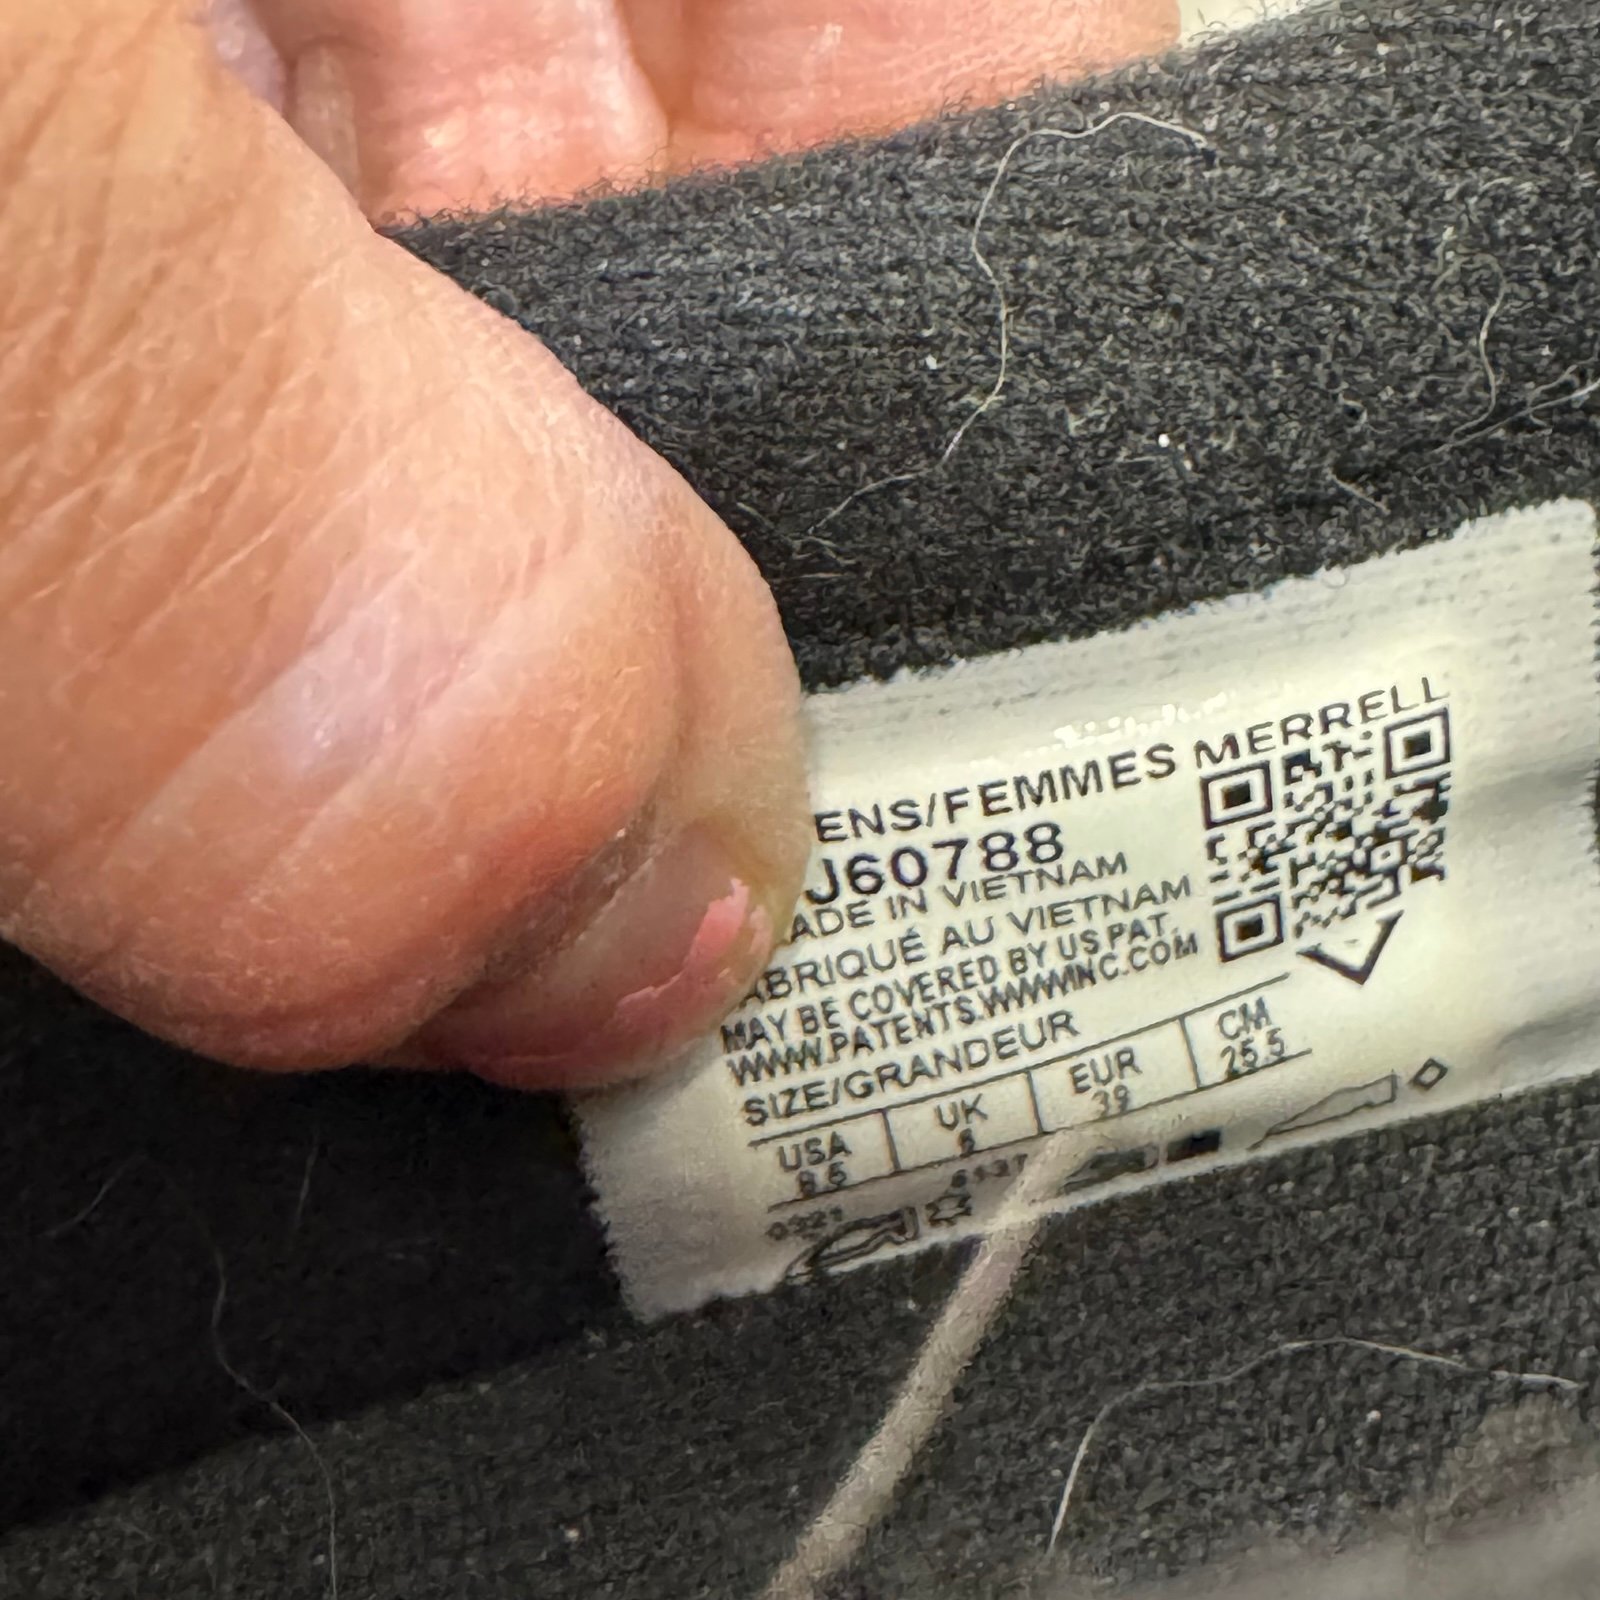 ENS/FEMMES MERRELL
J60788
ADE IN VIETNAM
ABRIQUÉ AU VIETNAM
MAY BE COVERED BY US PAT.
WWW.PATENTS.WWWINC.COM
SIZE/GRANDEUR
USA UK EUR CM
8.5 6 39 25.5
0321